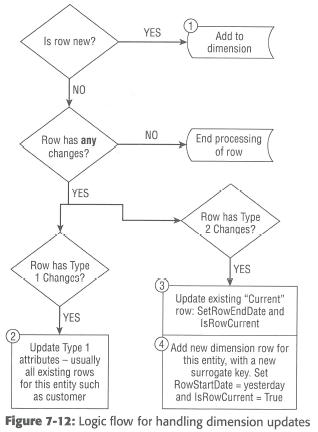 Is row new?
YES
1
Add to
dimension
NO
Row has any
changes?
NO
End processing
of row
YES
Row has Type
1 Changes?
Row has Type
2 Changes?
YES
YES
2
Update Type 1
attributes – usually
all existing rows
for this entity such
as customer
3
Update existing "Current"
row: SetRowEndDate and
IsRowCurrent
4
Add new dimension row for
this entity, with a new
surrogate key. Set
RowStartDate = yesterday
and IsRowCurrent = True
Figure 7-12: Logic flow for handling dimension updates